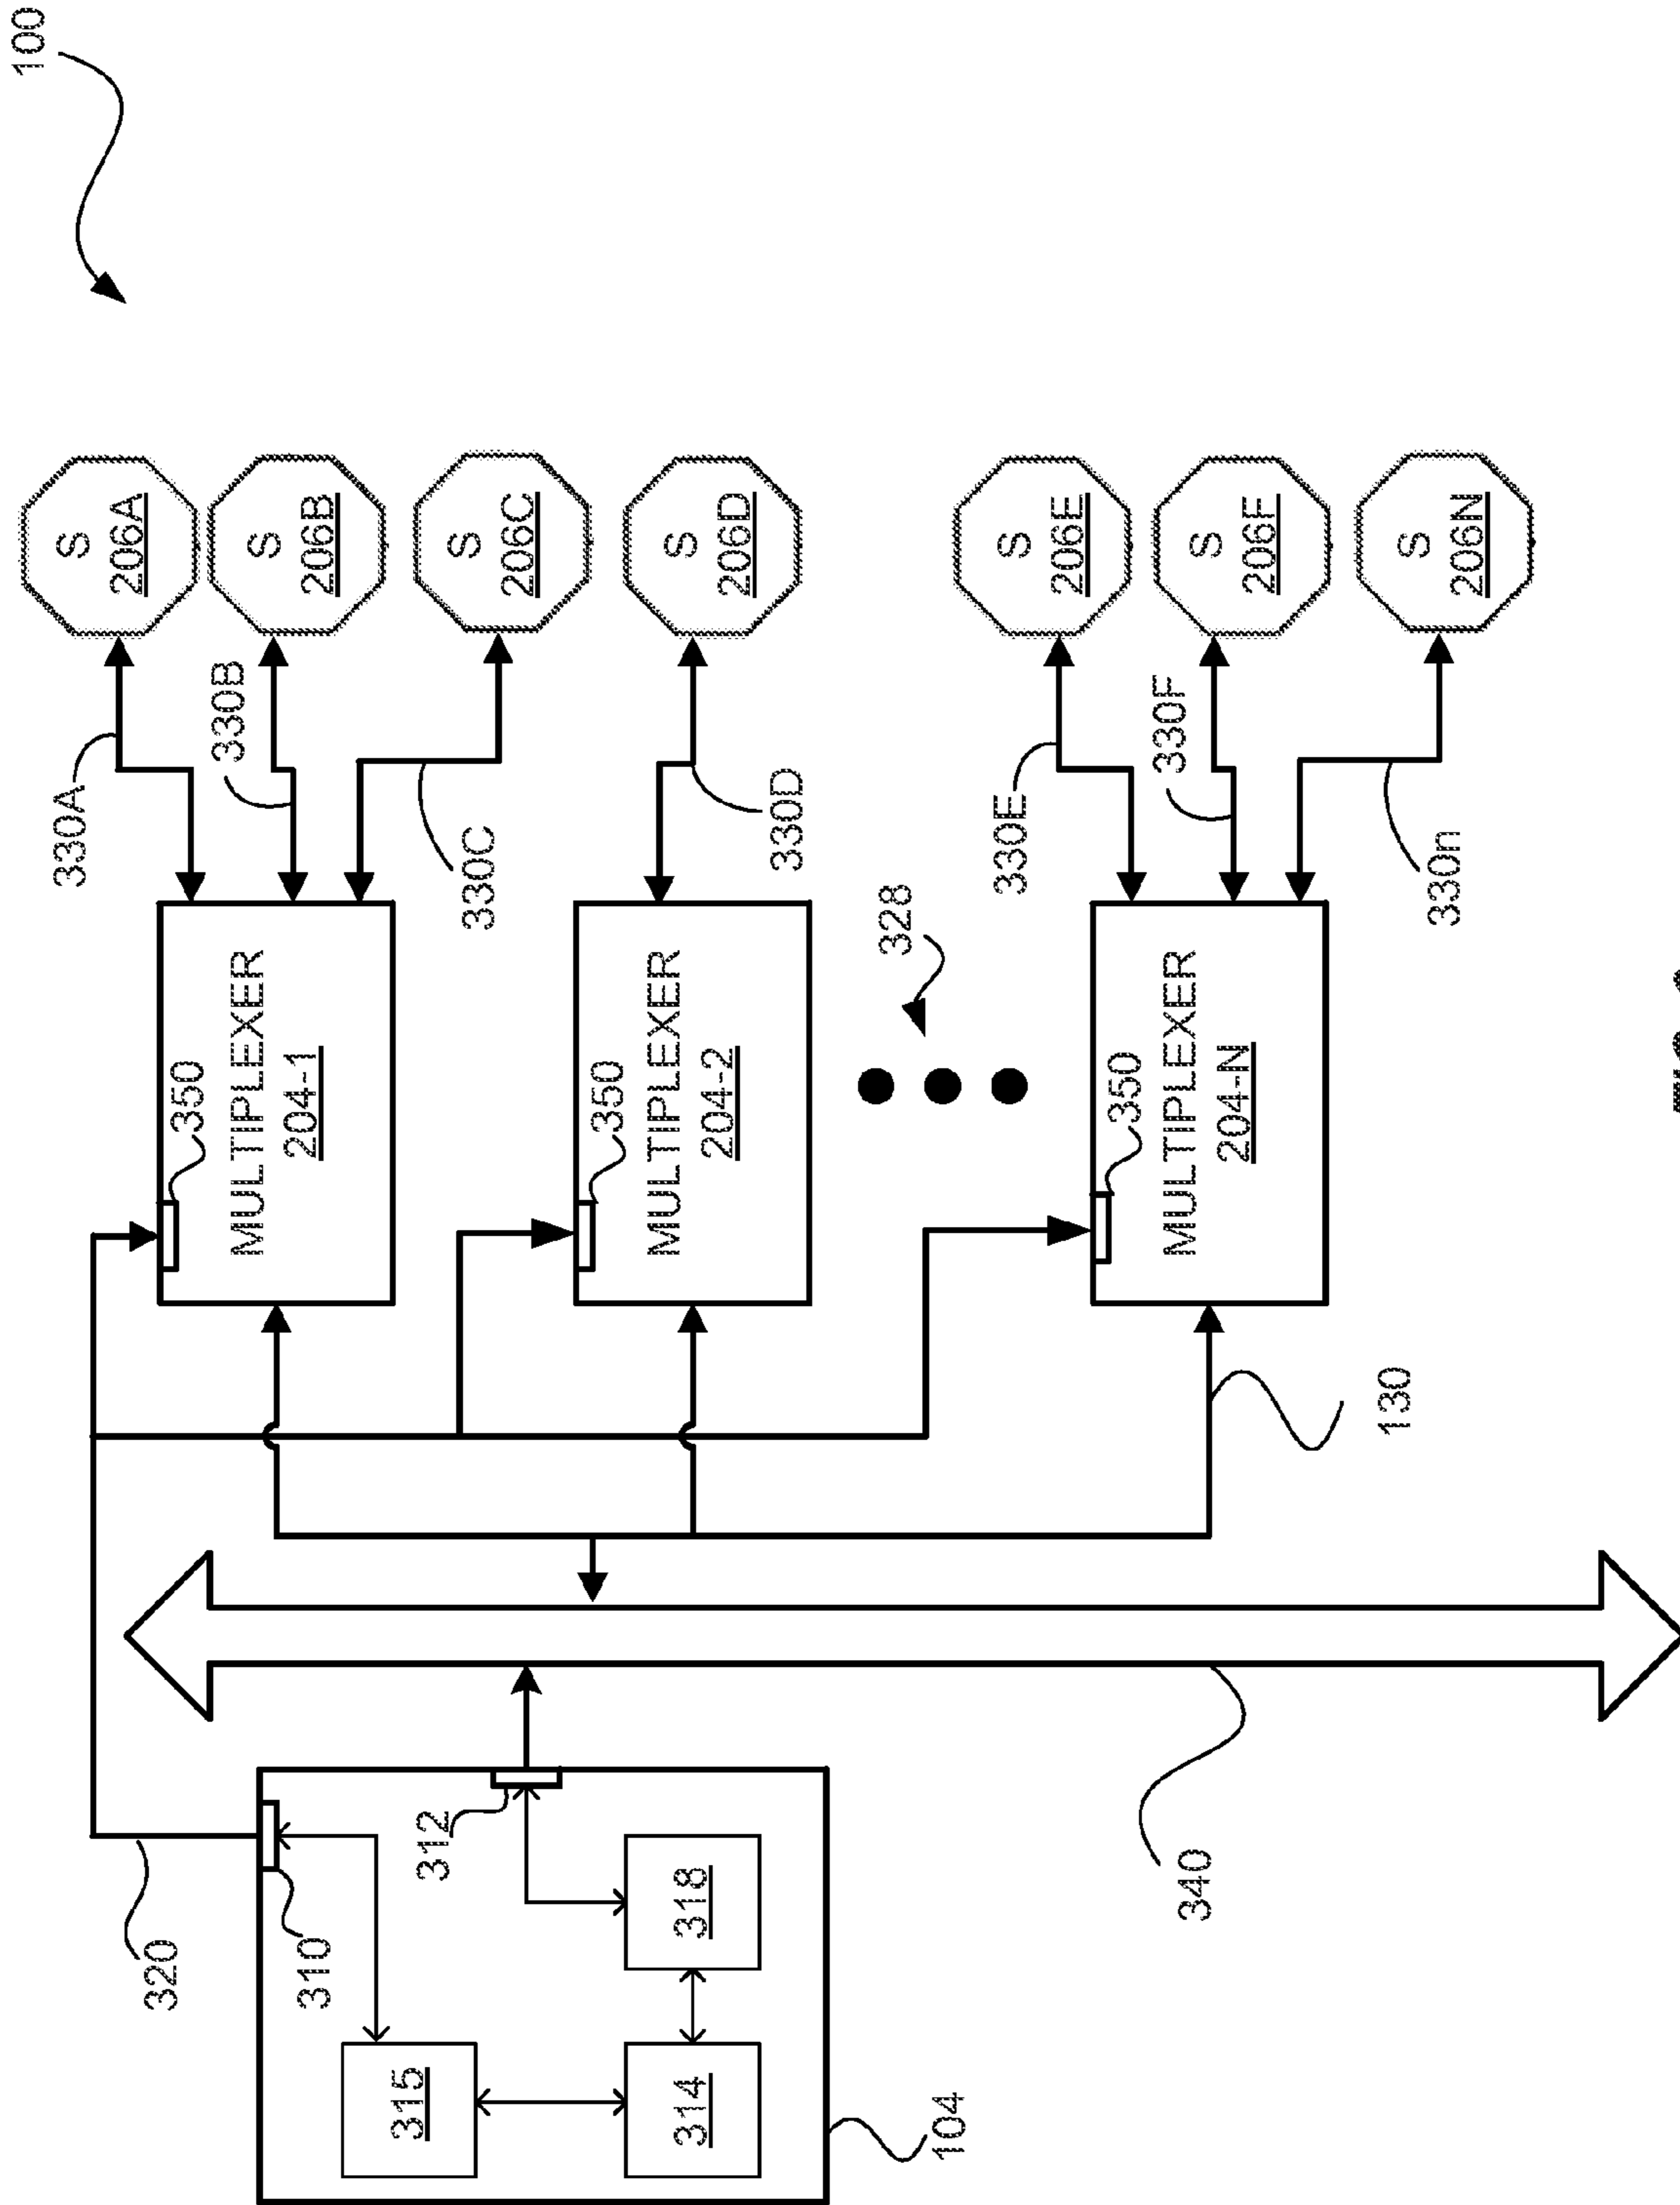 100
320
310
315
314
318
312
104
340
130
350
MULTIPLEXER
204-1
330A
330B
330C
S
206A
S
206B
S
206C
350
MULTIPLEXER
204-2
330D
S
206D
328
350
MULTIPLEXER
204-N
330E
330F
330n
S
206E
S
206F
S
206N